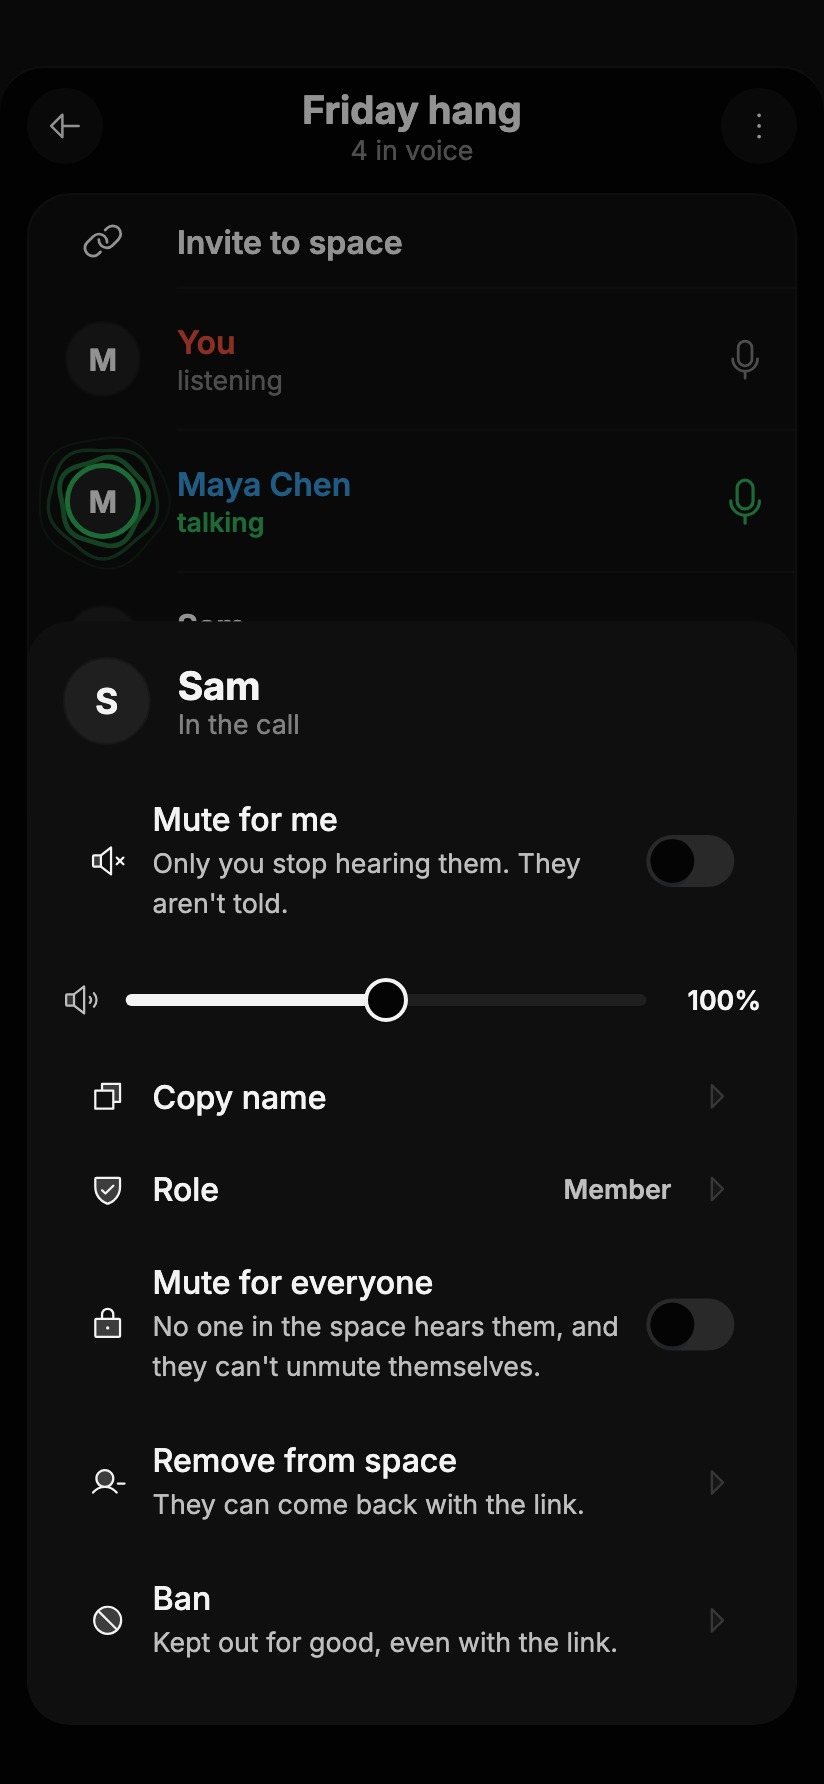 Friday hang
4 in voice
Invite to space
M
You
listening
M
Maya Chen
talking
Sam
S
Sam
In the call
Mute for me
Only you stop hearing them. They
aren't told.
100%
Copy name
Role
Member
Mute for everyone
No one in the space hears them, and
they can't unmute themselves.
Remove from space
They can come back with the link.
Ban
Kept out for good, even with the link.